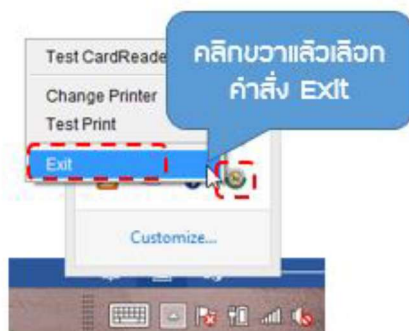 Test CardReade
คลิกขวาแล้วเลือก
คำสั่ง Exit
Change Printer
Test Print
Exit
Customize...